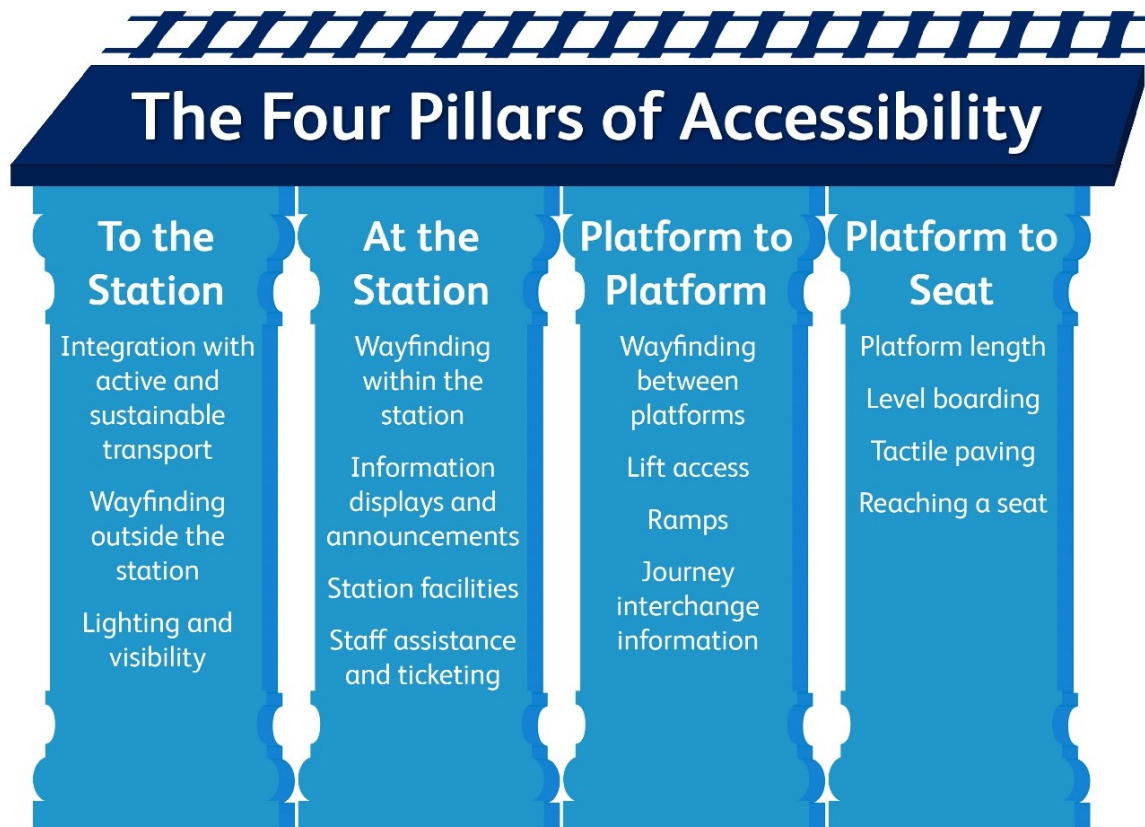 The Four Pillars of Accessibility
To the
Station
Integration with
active and
sustainable
transport
Wayfinding
outside the
station
Lighting and
visibility
At the
Station
Wayfinding
within the
station
Information
displays and
announcements
Station facilities
Staff assistance
and ticketing
Platform to
Platform
Wayfinding
between
platforms
Lift access
Ramps
Journey
interchange
information
Platform to
Seat
Platform length
Level boarding
Tactile paving
Reaching a seat